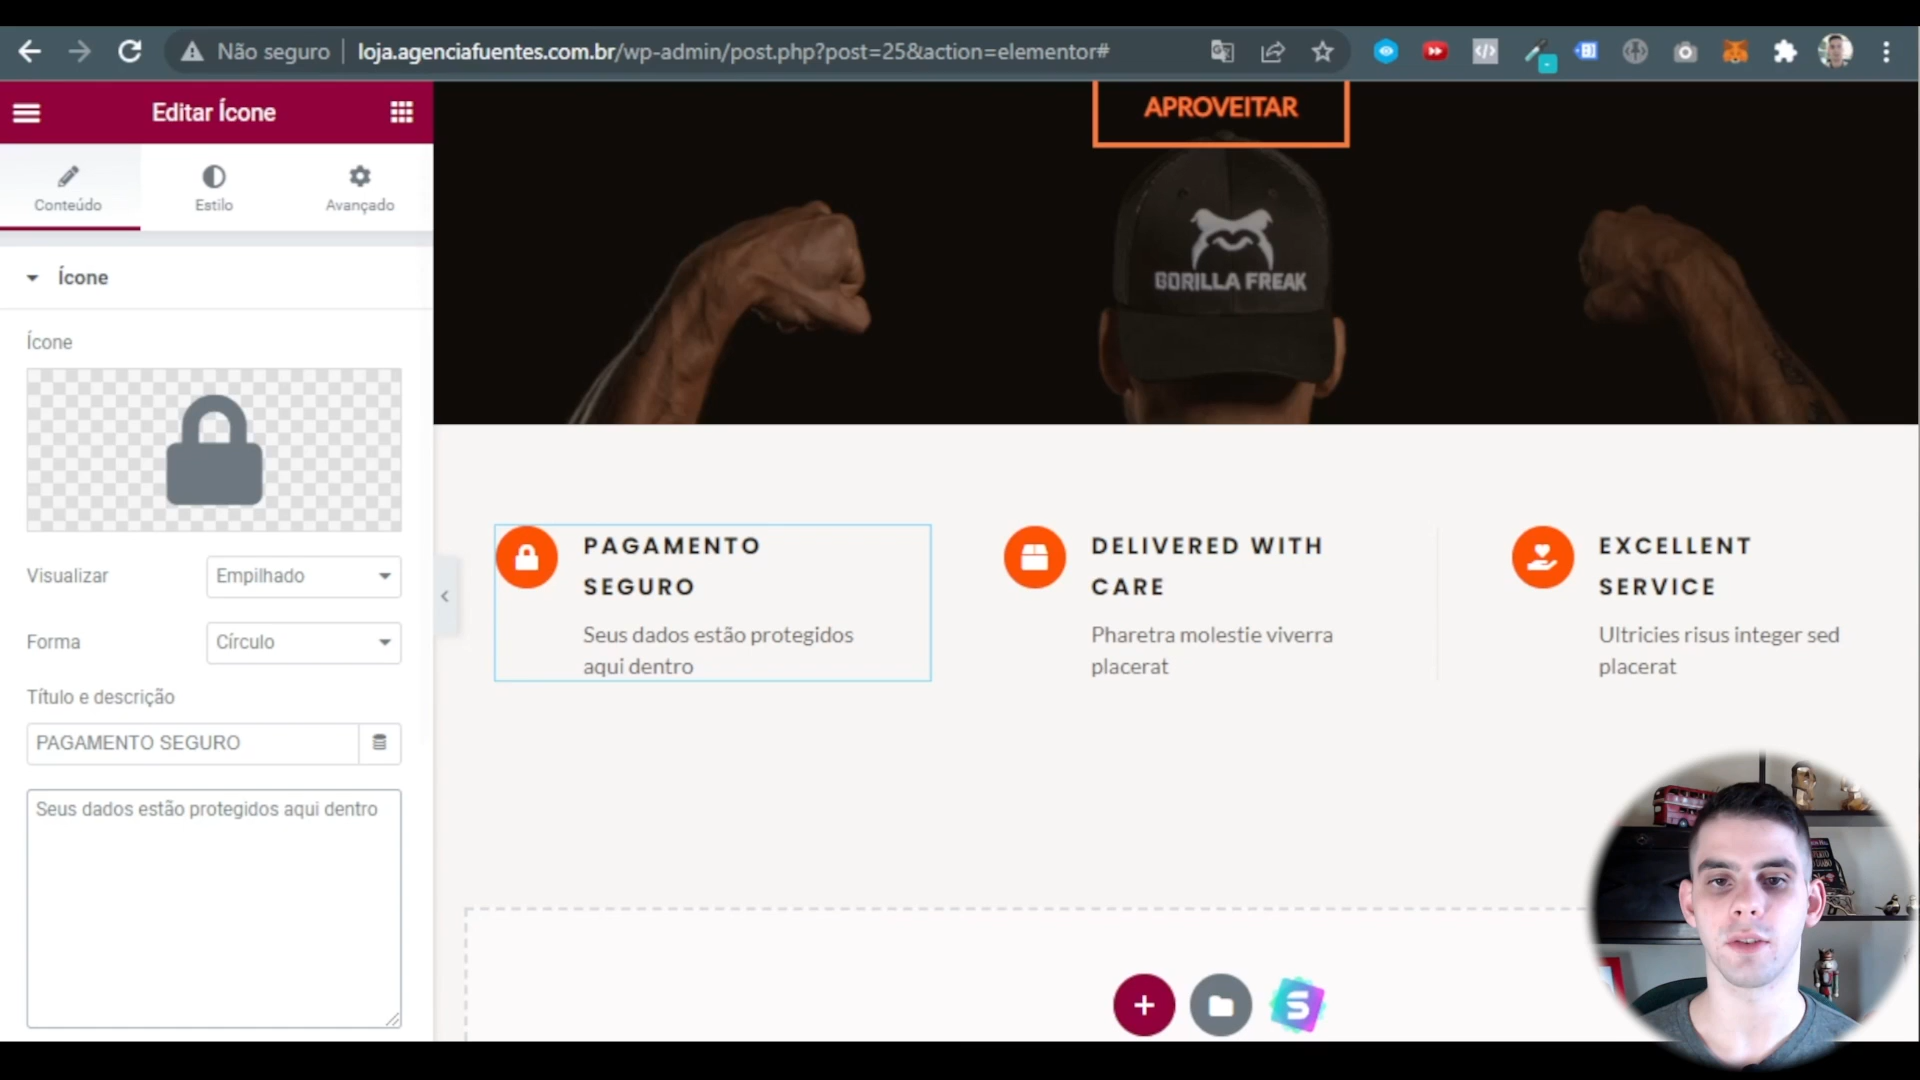 Não seguro
loja.agenciafuentes.com.br/wp-admin/post.php?post=25&action=elementor#
Editar Ícone
Conteúdo
Estilo
Avançado
Ícone
Ícone
Visualizar
Empilhado
Forma
Círculo
Título e descrição
PAGAMENTO SEGURO
Seus dados estão protegidos aqui dentro
APROVEITAR
GORILLA FREAK
PAGAMENTO
SEGURO
Seus dados estão protegidos
aqui dentro
DELIVERED WITH
CARE
Pharetra molestie viverra
placerat
EXCELLENT
SERVICE
Ultricies risus integer sed
placerat